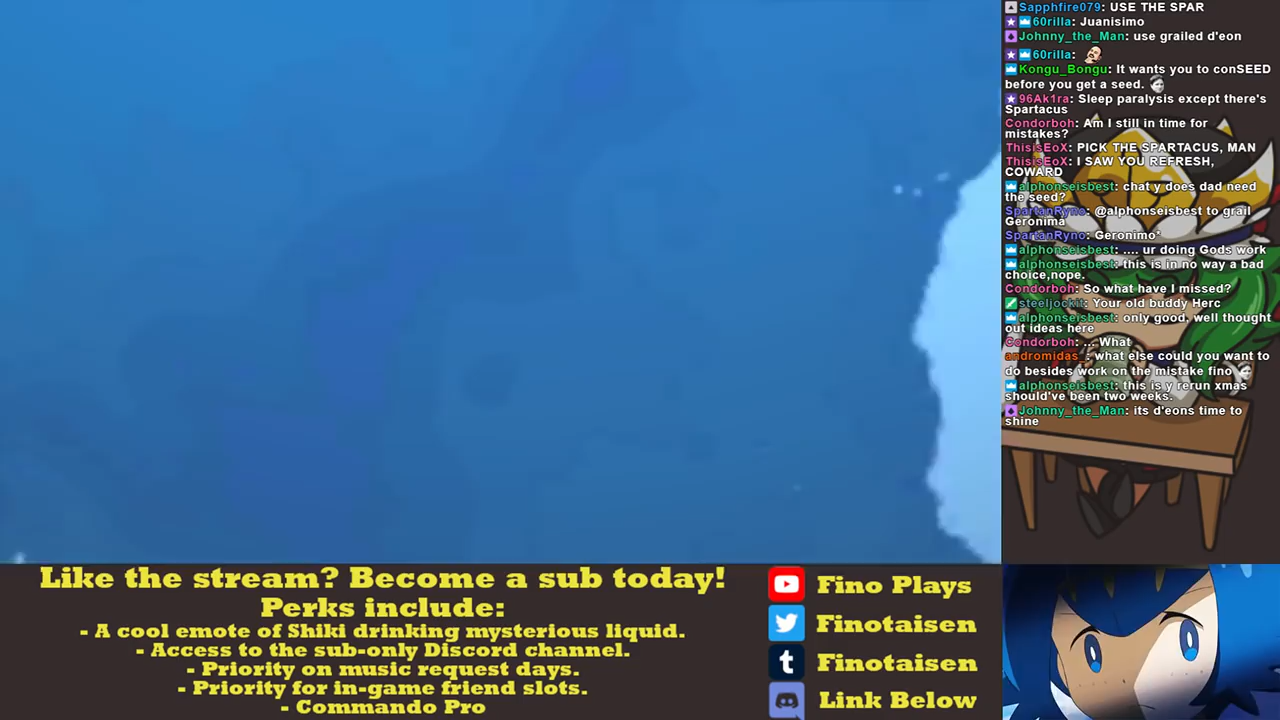 Sapphfire079: USE THE SPAR
60rilla: Juanisimo
Johnny_the_Man: use grailed d'eon
60rilla:
Kongu_Bongu: It wants you to conSEED
before you get a seed.
96Ak1ra: Sleep paralysis except there's
Spartacus
Condorboh: Am I still in time for
mistakes?
ThisisEoX: PICK THE SPARTACUS, MAN
ThisisEoX: I SAW YOU REFRESH,
COWARD
alphonseisbest: chat y does dad need
the seed?
SpartanRyno: @alphonseisbest to grail
Geronima
SpartanRyno: Geronimo*
alphonseisbest: .... ur doing Gods work
alphonseisbest: this is in no way a bad
choice,nope.
Condorboh: So what have I missed?
steeljockit: Your old buddy Herc
alphonseisbest: only good, well thought
out ideas here
Condorboh: ... What
andromidas_: what else could you want to
do besides work on the mistake fino
alphonseisbest: this is y rerun xmas
should've been two weeks.
Johnny_the_Man: its d'eons time to
shine
Like the stream? Become a sub today!
Perks include:
- A cool emote of Shiki drinking mysterious liquid.
- Access to the sub-only Discord channel.
- Priority on music request days.
- Priority for in-game friend slots.
- Commando Pro
Fino Plays
Finotaisen
t Finotaisen
Link Below